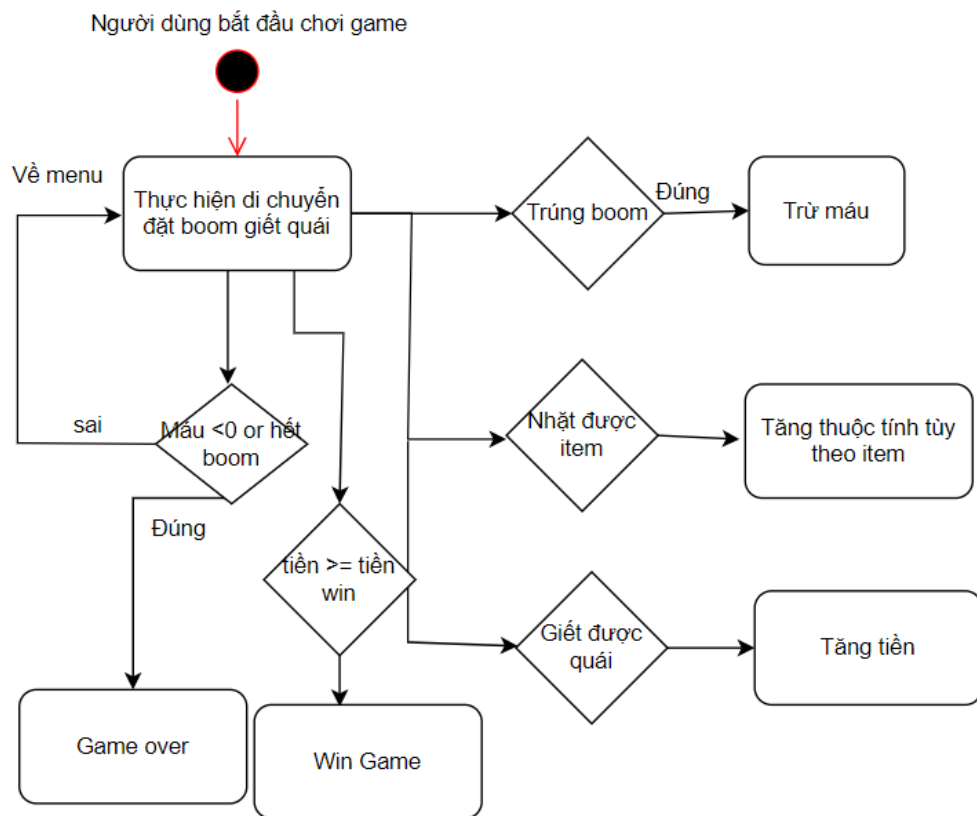 Người dùng bắt đầu chơi game
Về menu
Thực hiện di chuyển
đặt boom giết quái
Trúng boom
Đúng
Trừ máu
sai
Máu <0 or hết
boom
Nhặt được
item
Tăng thuộc tính tùy
theo item
Đúng
tiền >= tiền
win
Giết được
quái
Tăng tiền
Game over
Win Game